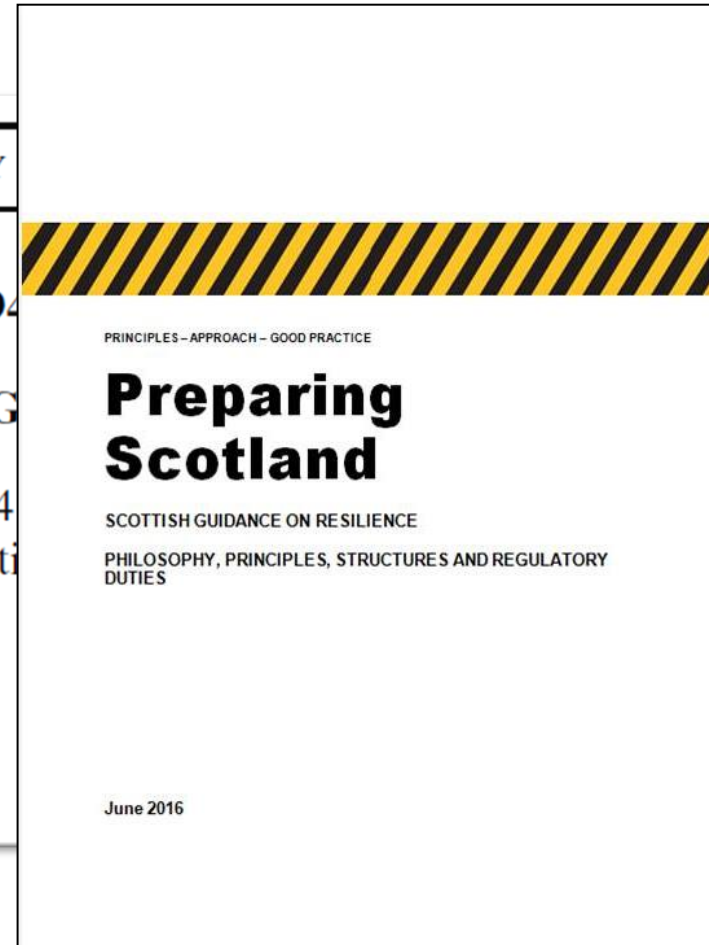 PRINCIPLES – APPROACH – GOOD PRACTICE
Preparing
Scotland
SCOTTISH GUIDANCE ON RESILIENCE
PHILOSOPHY, PRINCIPLES, STRUCTURES AND REGULATORY
DUTIES
June 2016